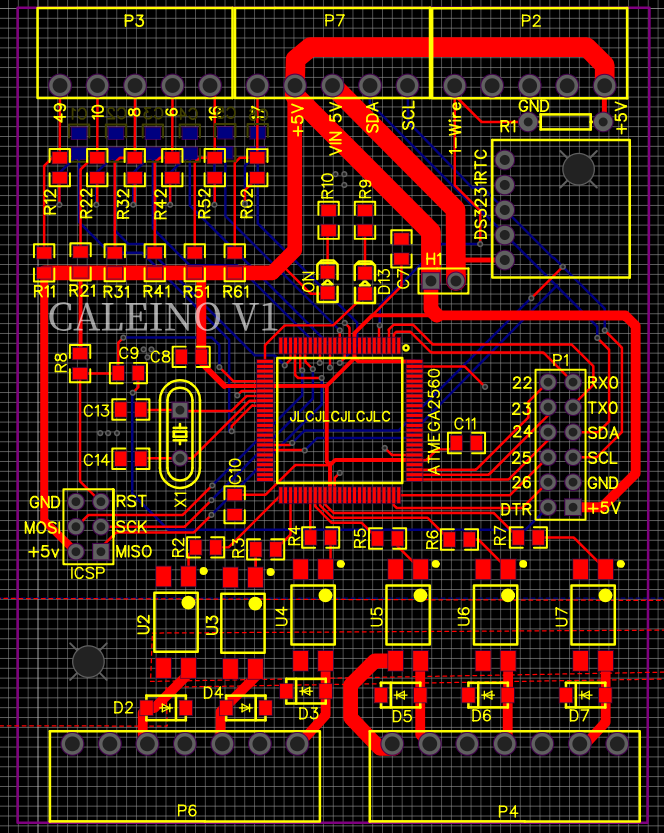 P3 P7 P2
49 10 8 6 16 +5V VIN 5V SDA SCL 1-Wire GND +5V
R1
R12 R22 R32 R42 R52 R62 R10 R9 DS3231RTC
H1
ON D13 C7
R11 R21 R31 R41 R51 R61
CALEINO V1
R8 C9 C8 P1
22 RX0
C13 JLCJLCJLCJLC ATMEGA2560 23 TX0
C11 24 SDA
C14 25 SCL
C10 26 GND
X1 DTR +5V
GND RST
MOSI SCK
+5v MISO
ICSP
R2 R3 R4 R5 R6 R7
U2 U3 U4 U5 U6 U7
D2 D4 D3 D5 D6 D7
P6 P4